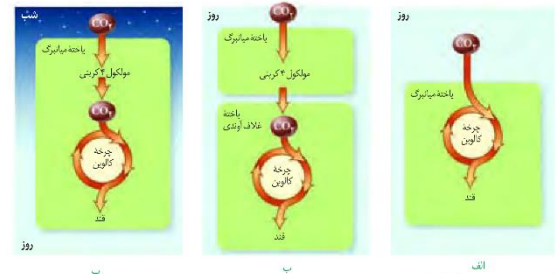 روز
CO₂
یاختهٔ میانبرگ
چرخهٔ
کالوین
قند
الف
روز
CO₂
یاختهٔ میانبرگ
مولکول ۴ کربنی
یاختهٔ
غلاف آوندی
CO₂
چرخهٔ
کالوین
قند
ب
شب
CO₂
یاختهٔ میانبرگ
مولکول ۴ کربنی
CO₂
چرخهٔ
کالوین
قند
روز